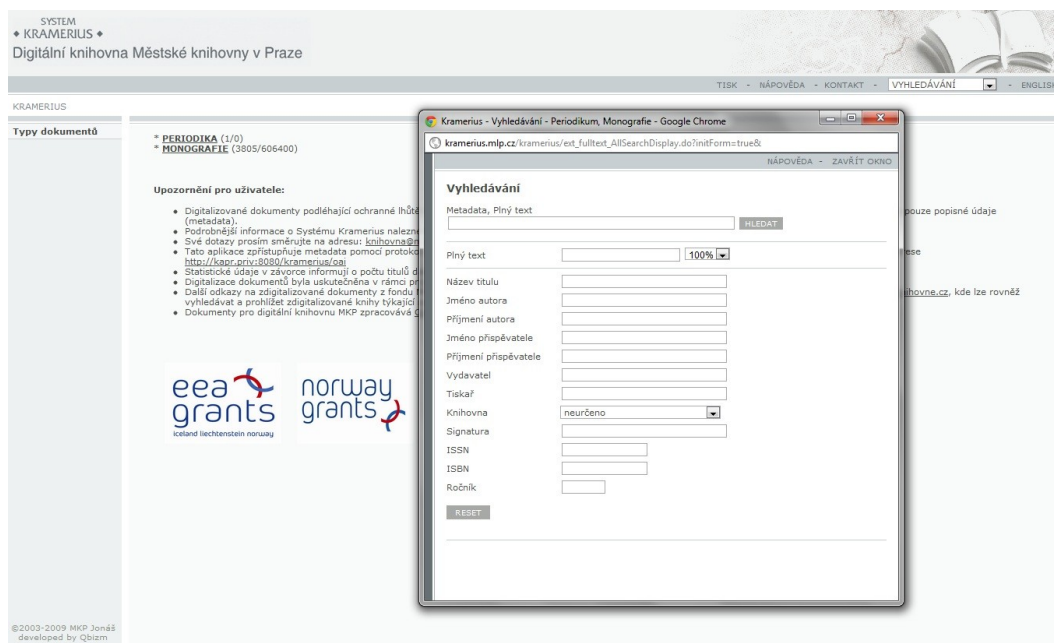 SYSTEM
KRAMERIUS
Digitální knihovna Městské knihovny v Praze
TISK - NÁPOVĚDA - KONTAKT - VYHLEDÁVÁNÍ - ENGLISH
KRAMERIUS
Typy dokumentů
* PERIODIKA (1/0)
* MONOGRAFIE (3805/606400)
Upozornění pro uživatele:
Digitalizované dokumenty podléhající ochranné lhůtě
pouze popisné údaje
(metadata).
Podrobnější informace o Systému Kramerius nalezne
Své dotazy prosím směrujte na adresu: knihovna@
Tato aplikace zpřístupňuje metadata pomocí protoko
http://kapr.priv:8080/kramerius/oai
Statistické údaje v závorce informují o počtu titulů
Digitalizace dokumentů byla uskutečněna v rámci
Další odkazy na zdigitalizované dokumenty z fondu
ihovne.cz, kde lze rovněž
vyhledávat a prohlížet zdigitalizované knihy týkající
Dokumenty pro digitální knihovnu MKP zpracovává
eea grants
iceland liechtenstein norway
norway grants
Kramerius - Vyhledávání - Periodikum, Monografie - Google Chrome
kramerius.mlp.cz/kramerius/ext_fulltext_AllSearchDisplay.do?initForm=true&
NÁPOVĚDA - ZAVŘÍT OKNO
Vyhledávání
Metadata, Plný text
HLEDAT
Plný text 100%
Název titulu
Jméno autora
Příjmení autora
Jméno přispěvatele
Příjmení přispěvatele
Vydavatel
Tiskař
Knihovna neurčeno
Signatura
ISSN
ISBN
Ročník
RESET
©2003-2009 MKP Jonáš
developed by Qbizm